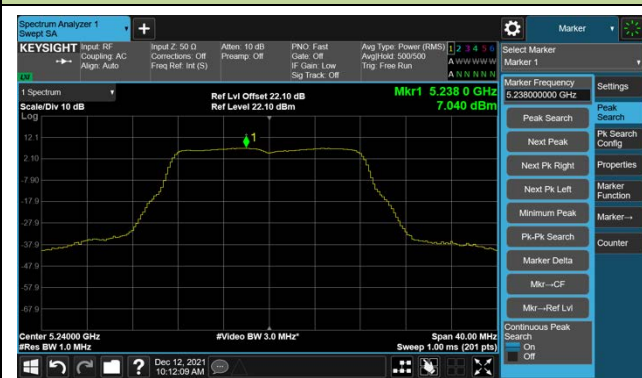 Spectrum Analyzer 1
Swept SA
+
Marker
KEYSIGHT
Input: RF
Coupling: AC
Align: Auto
Input Z: 50 Ω
Corrections: Off
Freq Ref: Int (S)
Atten: 10 dB
Preamp: Off
PNO: Fast
Gate: Off
IF Gain: Low
Sig Track: Off
Avg Type: Power (RMS)
Avg|Hold: 500/500
Trig: Free Run
1 2 3 4 5 6
A W W W W W
A N N N N N
LM
Select Marker
Marker 1
1 Spectrum
Scale/Div 10 dB
Ref Lvl Offset 22.10 dB
Ref Level 22.10 dBm
Mkr1 5.238 0 GHz
7.040 dBm
Log
12.1
2.10
-7.90
-17.9
-27.9
-37.9
-47.9
-57.9
-67.9
1
Center 5.24000 GHz
#Res BW 1.0 MHz
#Video BW 3.0 MHz*
Span 40.00 MHz
Sweep 1.00 ms (201 pts)
Marker Frequency
5.238000000 GHz
Peak Search
Next Peak
Next Pk Right
Next Pk Left
Minimum Peak
Pk-Pk Search
Marker Delta
Mkr→CF
Mkr→Ref Lvl
Continuous Peak
Search
On
Off
Settings
Peak
Search
Pk Search
Config
Properties
Marker
Function
Marker→
Counter
?
Dec 12, 2021
10:12:09 AM